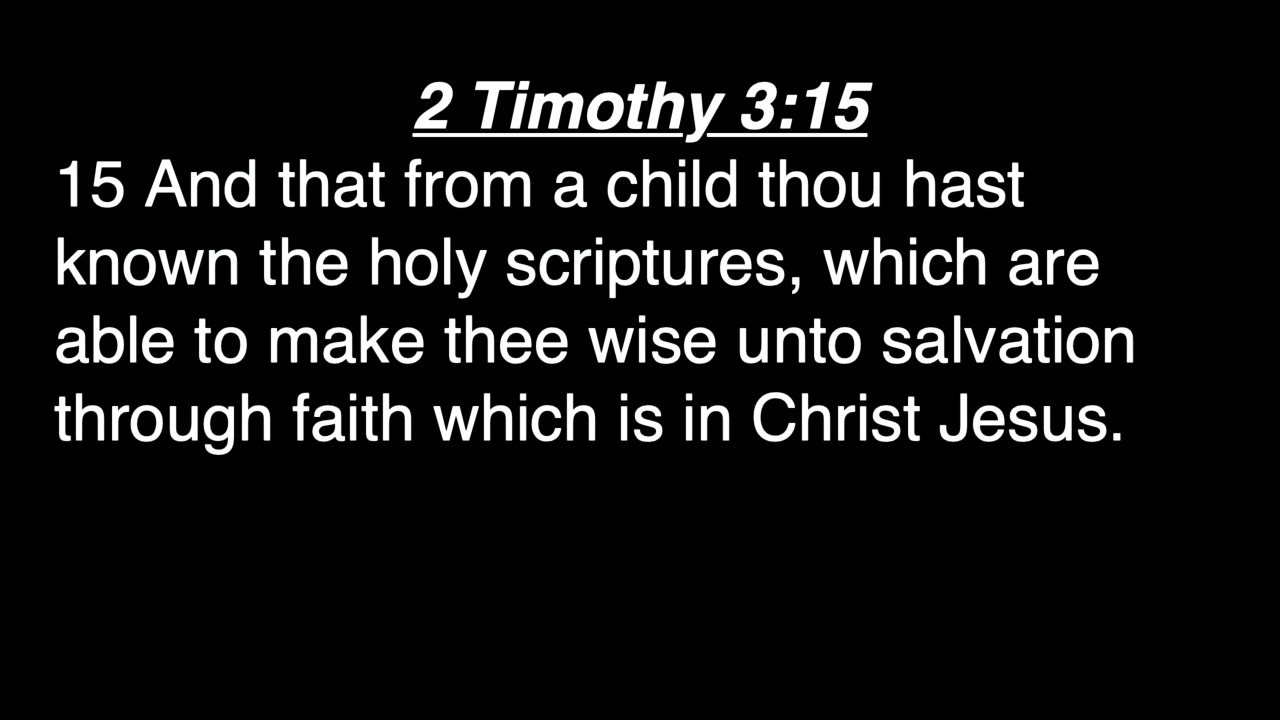 2 Timothy 3:15
15 And that from a child thou hast
known the holy scriptures, which are
able to make thee wise unto salvation
through faith which is in Christ Jesus.